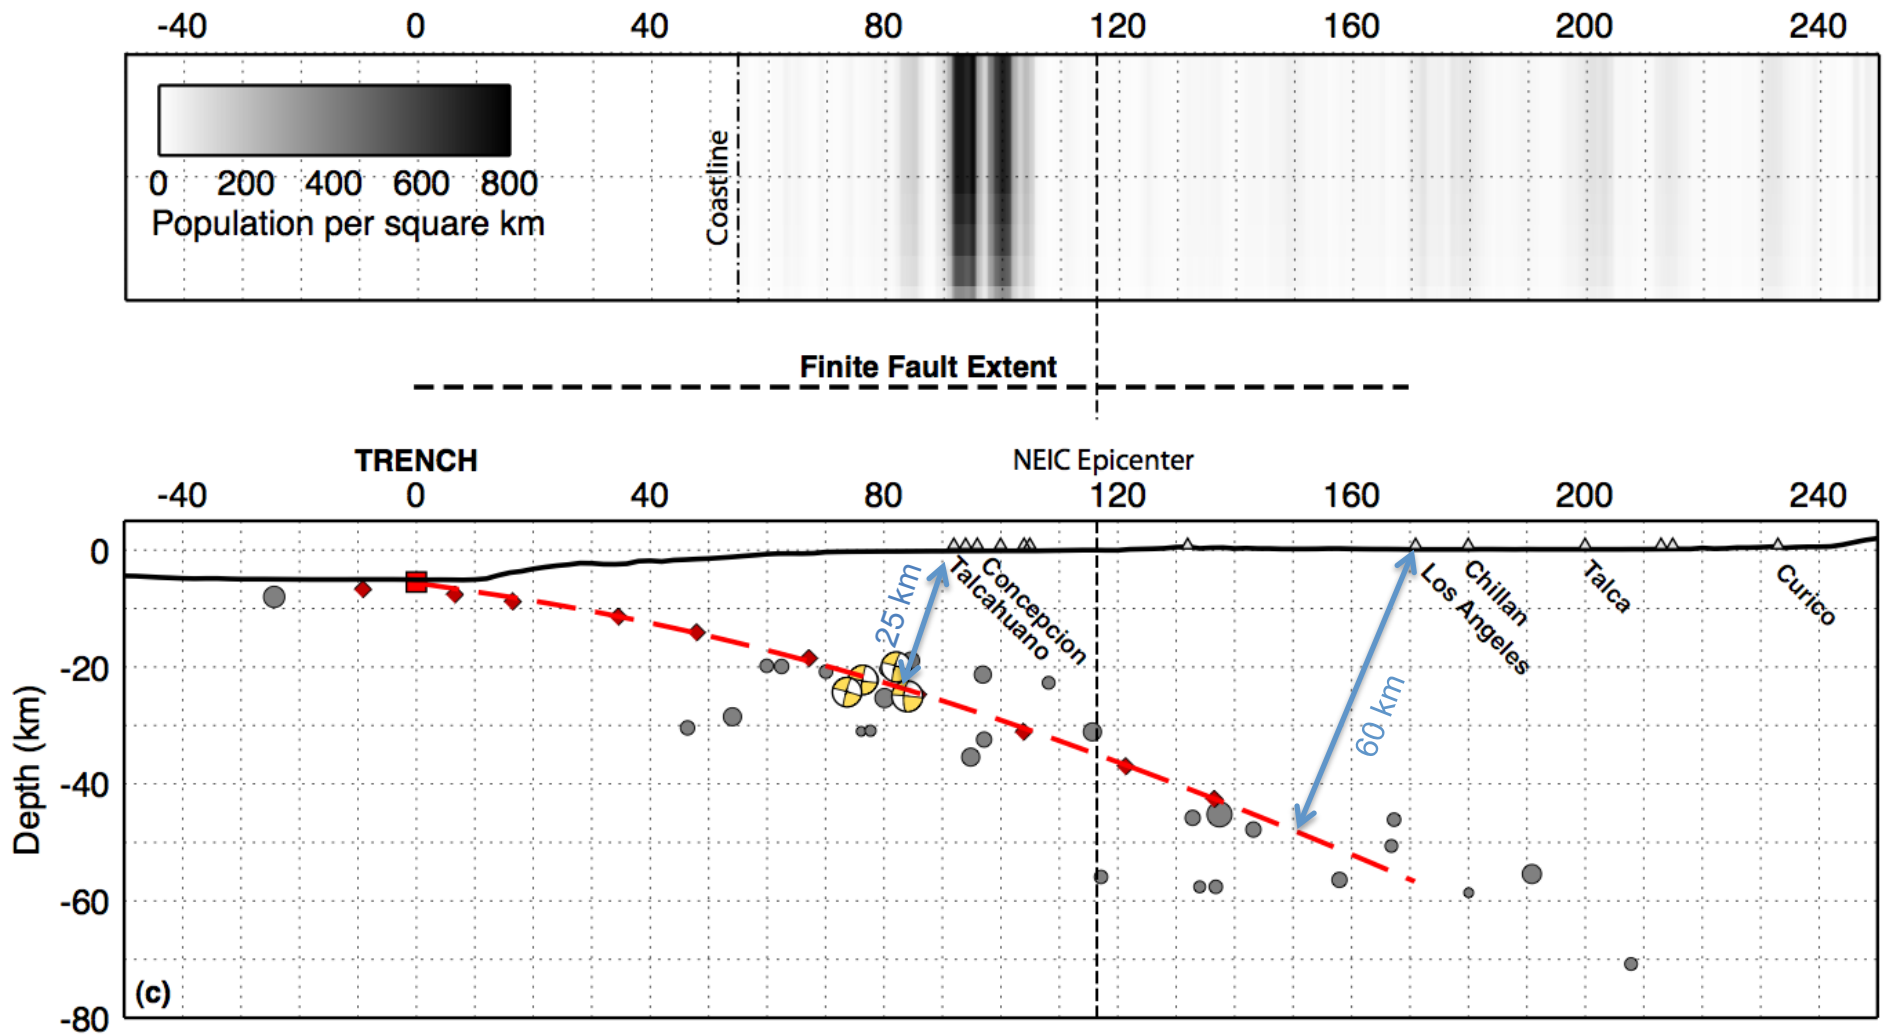 -40 0 40 80 120 160 200 240
Coastline
0 200 400 600 800
Population per square km
Finite Fault Extent
TRENCH
NEIC Epicenter
-40 0 40 80 120 160 200 240
0
-20
-40
-60
-80
Depth (km)
25 km
Talcahuano
Concepcion
60 km
Los Angeles
Chillan
Talca
Curico
(c)